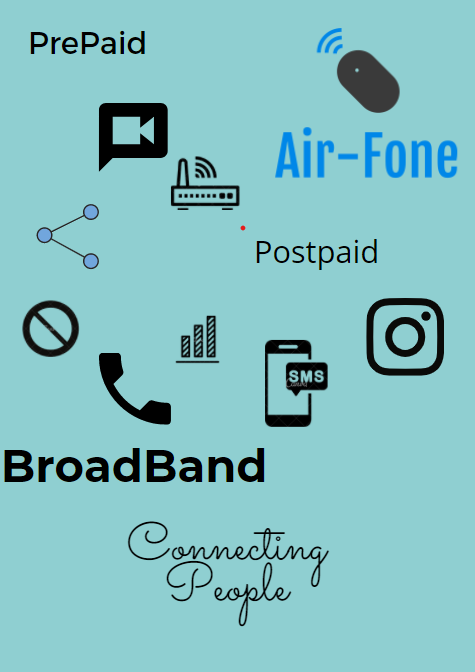 PrePaid
Air-Fone
Postpaid
SMS
BroadBand
Connecting
People